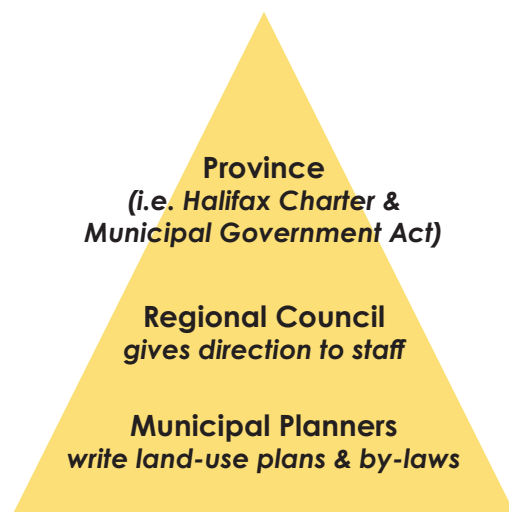 Province
(i.e. Halifax Charter &
Municipal Government Act)
Regional Council
gives direction to staff
Municipal Planners
write land-use plans & by-laws